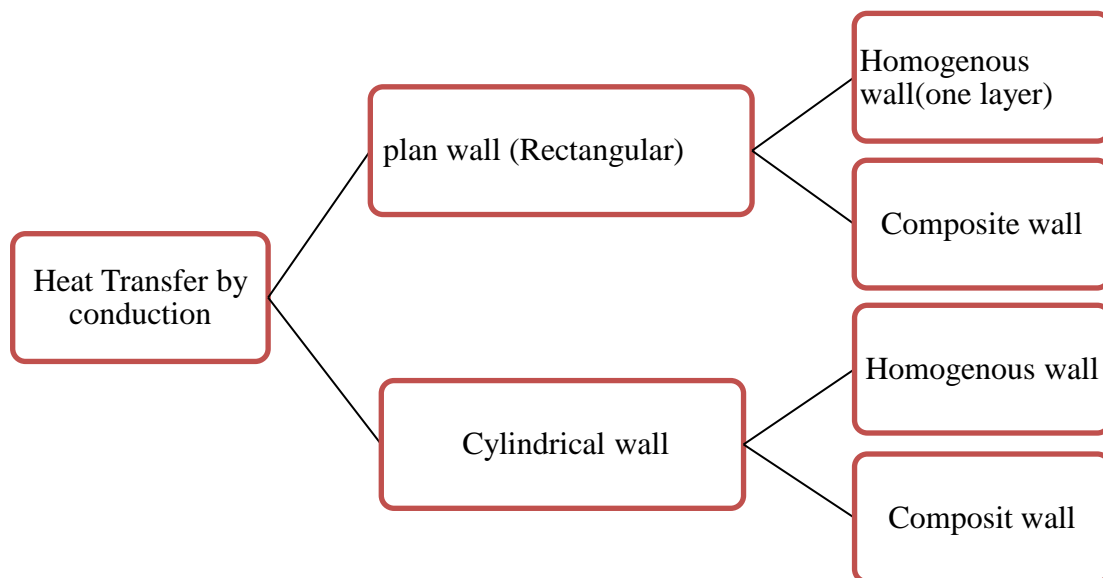 Homogenous
wall(one layer)
plan wall (Rectangular)
Composite wall
Heat Transfer by
conduction
Homogenous wall
Cylindrical wall
Composit wall